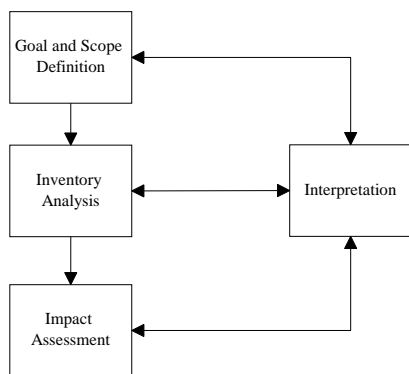 Goal and Scope
Definition
Inventory
Analysis
Interpretation
Impact
Assessment